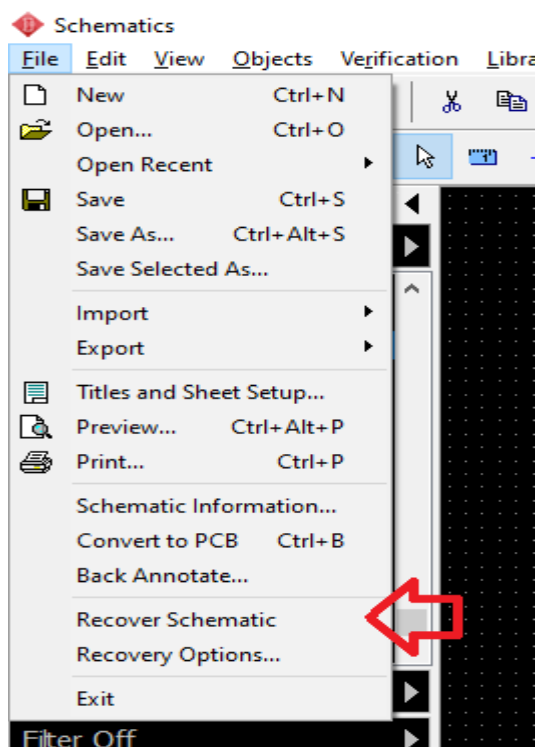 Schematics
File Edit View Objects Verification Libra
New Ctrl+N
Open... Ctrl+O
Open Recent
Save Ctrl+S
Save As... Ctrl+Alt+S
Save Selected As...
Import
Export
Titles and Sheet Setup...
Preview... Ctrl+Alt+P
Print... Ctrl+P
Schematic Information...
Convert to PCB Ctrl+B
Back Annotate...
Recover Schematic
Recovery Options...
Exit
Filter Off